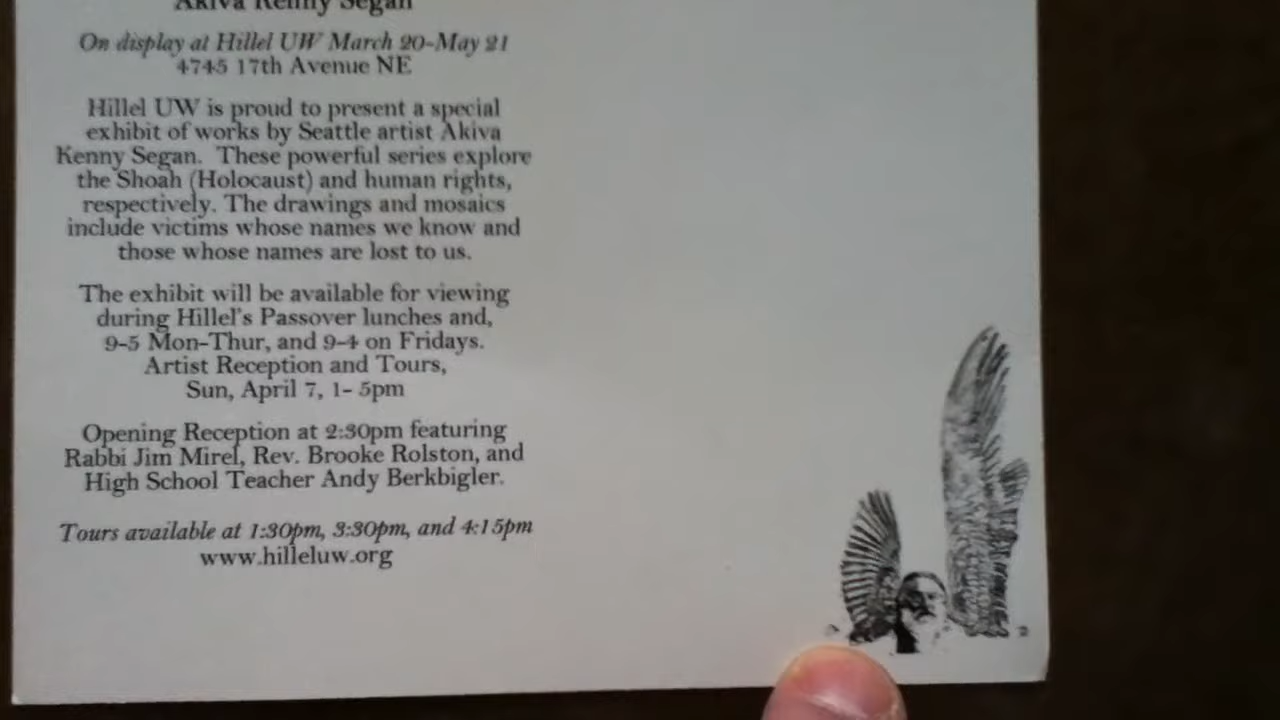 Akiva Kenny Segan
On display at Hillel UW March 20-May 21
4745 17th Avenue NE
Hillel UW is proud to present a special
exhibit of works by Seattle artist Akiva
Kenny Segan. These powerful series explore
the Shoah (Holocaust) and human rights,
respectively. The drawings and mosaics
include victims whose names we know and
those whose names are lost to us.
The exhibit will be available for viewing
during Hillel's Passover lunches and,
9-5 Mon-Thur, and 9-4 on Fridays.
Artist Reception and Tours,
Sun, April 7, 1- 5pm
Opening Reception at 2:30pm featuring
Rabbi Jim Mirel, Rev. Brooke Rolston, and
High School Teacher Andy Berkbigler.
Tours available at 1:30pm, 3:30pm, and 4:15pm
www.hilleluw.org